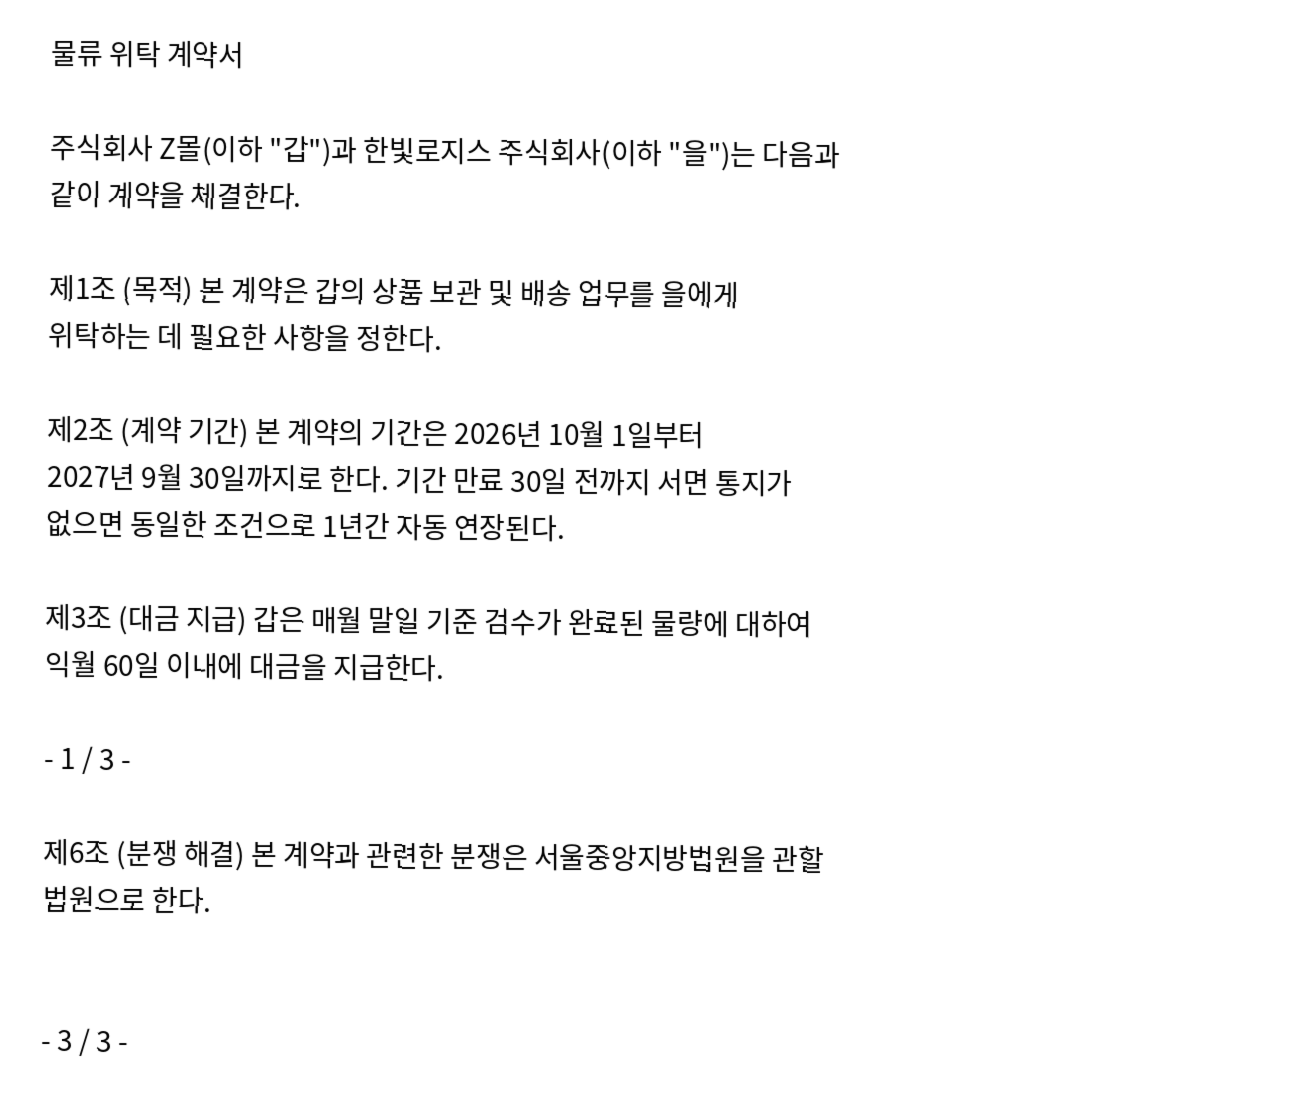 물류 위탁 계약서
주식회사 Z몰(이하 "갑")과 한빛로지스 주식회사(이하 "을")는 다음과
같이 계약을 체결한다.
제1조 (목적) 본 계약은 갑의 상품 보관 및 배송 업무를 을에게
위탁하는 데 필요한 사항을 정한다.
제2조 (계약 기간) 본 계약의 기간은 2026년 10월 1일부터
2027년 9월 30일까지로 한다. 기간 만료 30일 전까지 서면 통지가
없으면 동일한 조건으로 1년간 자동 연장된다.
제3조 (대금 지급) 갑은 매월 말일 기준 검수가 완료된 물량에 대하여
익월 60일 이내에 대금을 지급한다.
- 1 / 3 -
제6조 (분쟁 해결) 본 계약과 관련한 분쟁은 서울중앙지방법원을 관할
법원으로 한다.
- 3 / 3 -